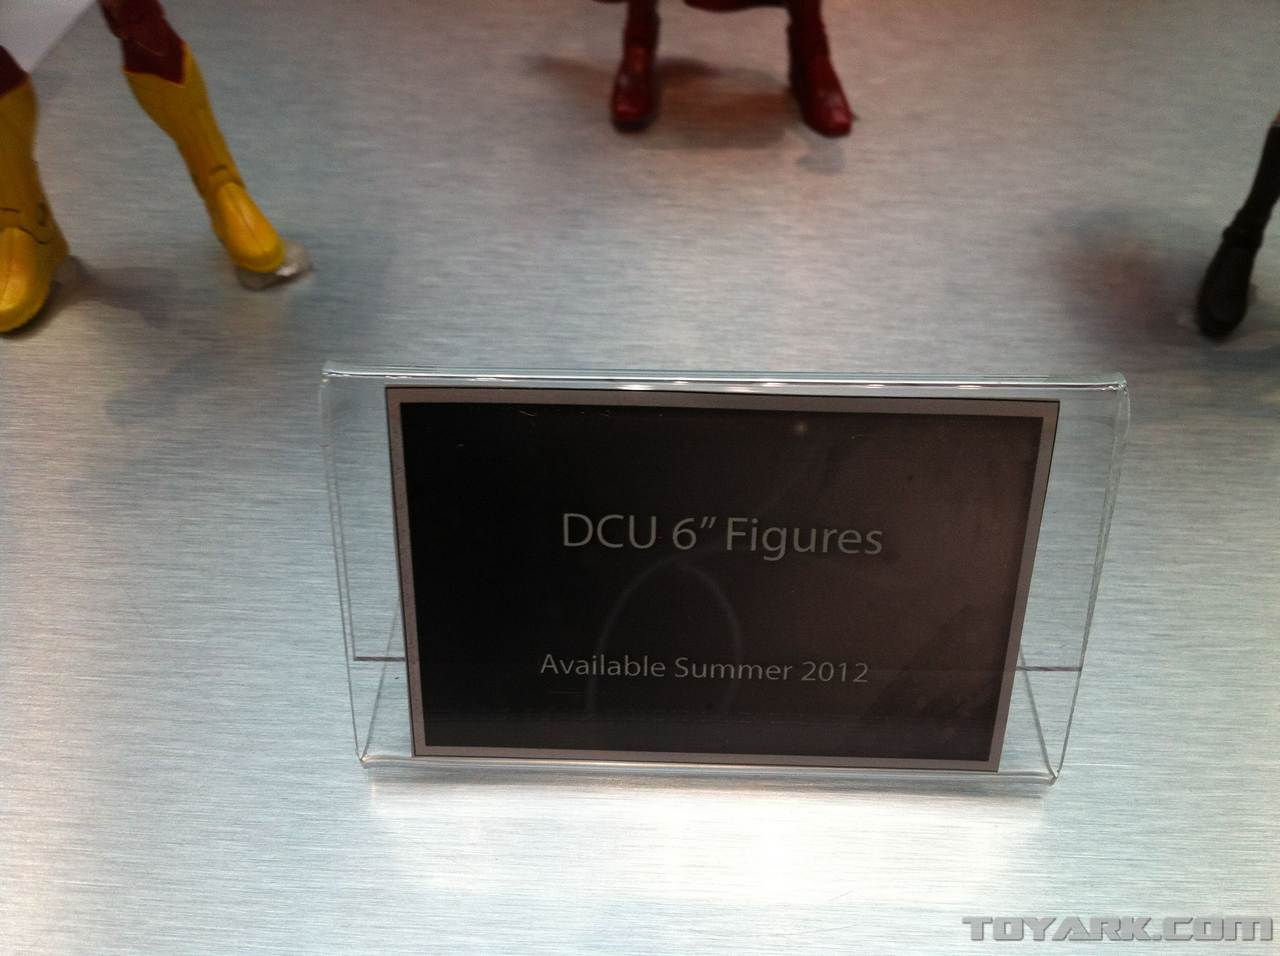 DCU 6” Figures
Available Summer 2012
TOYARK.COM